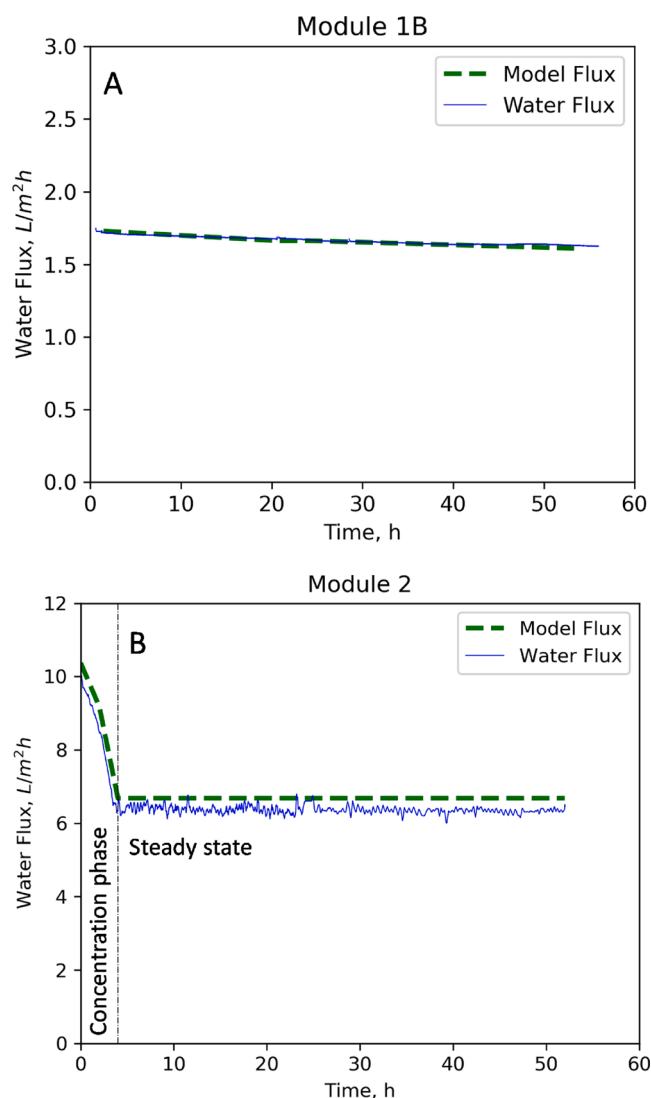 Module 1B
A
Model Flux
Water Flux
3.0
2.5
2.0
1.5
1.0
0.5
0.0
Water Flux, L/m²h
0 10 20 30 40 50 60
Time, h
Module 2
B
Model Flux
Water Flux
12
10
8
6
4
2
0
Water Flux, L/m²h
Concentration phase
Steady state
0 10 20 30 40 50 60
Time, h